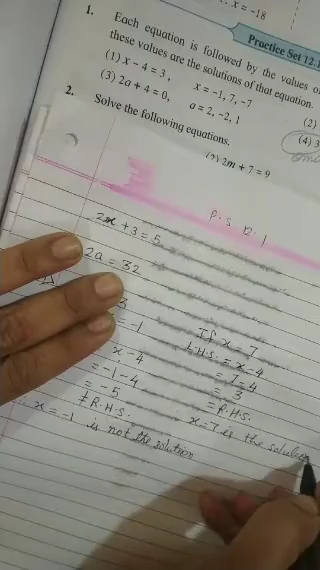 x = -18
Practice Set 12.1
1. Each equation is followed by the values o
these values are the solutions of that equation.
(1) x – 4 = 3 , x = –1, 7, –7
(2)
(3) 2a + 4 = 0, a = 2, –2, 1
(4) 3
2. Solve the following equations.
2m + 7 = 9
P. S 12.1
2x + 3 = 5
2a = 32
3
= -1
x - 4
= -1 - 4
= -5
≠ R.H.S.
x = -1 is not the solution
If x = 7
L.H.S. = x - 4
= 7 - 4
= 3
= R.H.S.
x = 7 is the